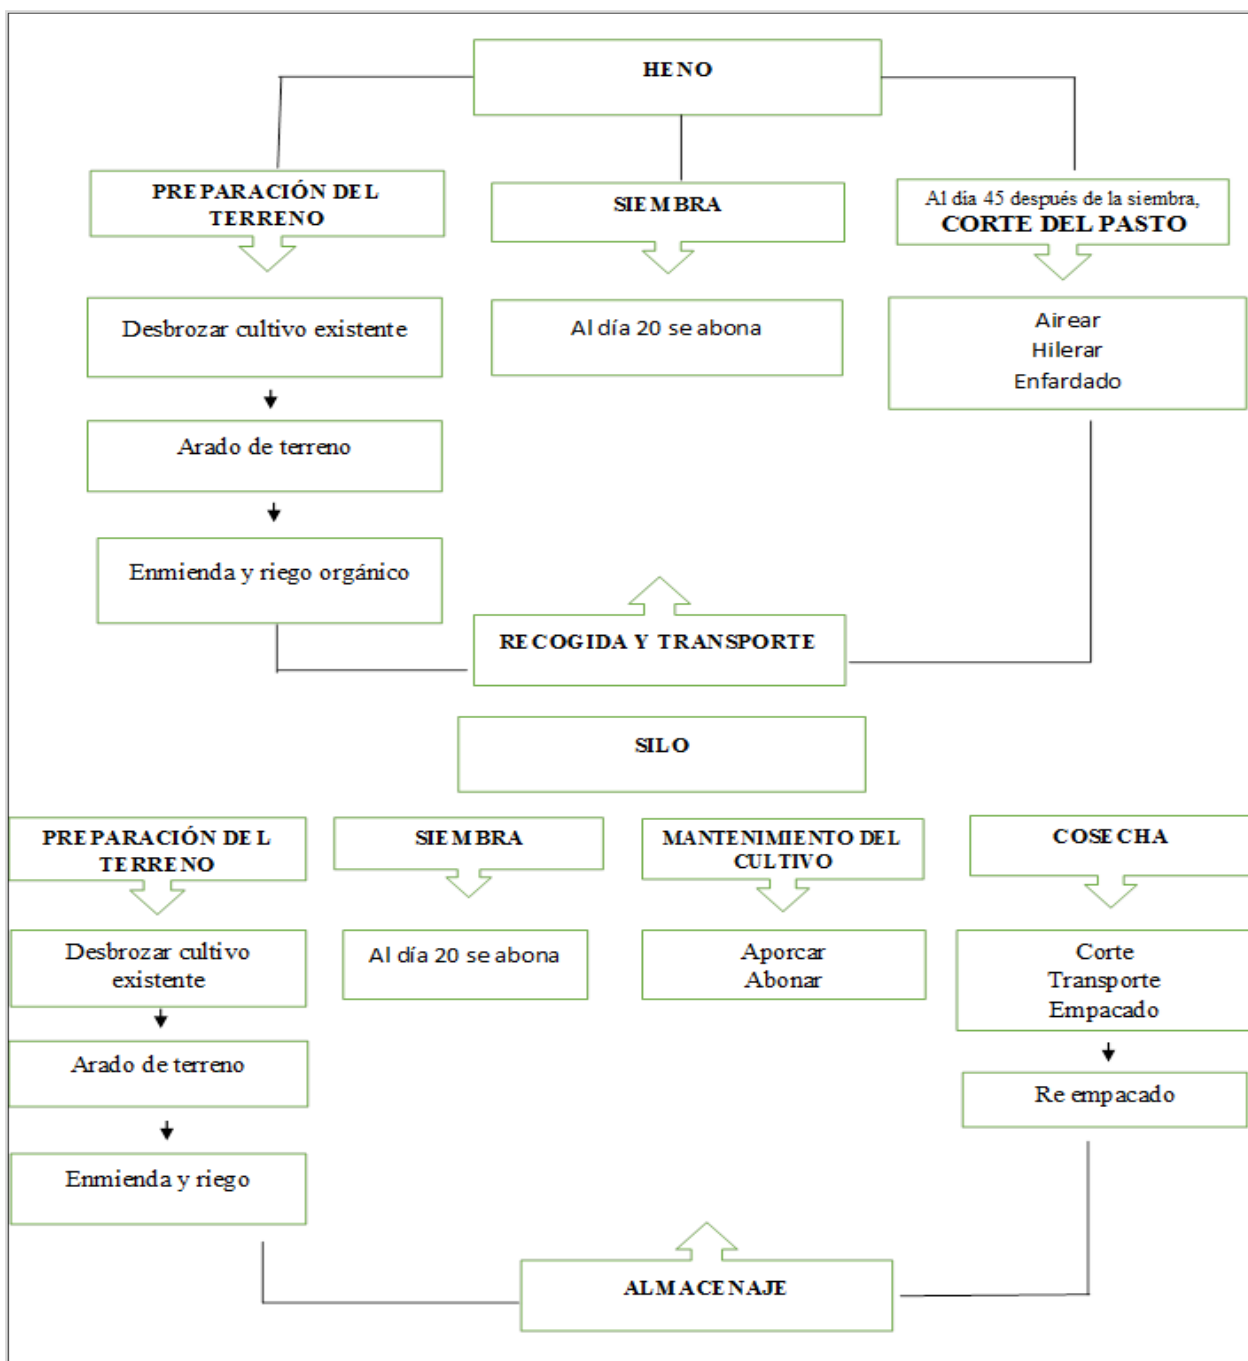 HENO
PREPARACIÓN DEL
TERRENO
SIEMBRA
Al día 45 después de la siembra,
CORTE DEL PASTO
Desbrozar cultivo existente
Al día 20 se abona
Airear
Hilerar
Enfardado
Arado de terreno
Enmienda y riego orgánico
RECOGIDA Y TRANSPORTE
SILO
PREPARACIÓN DEL
TERRENO
SIEMBRA
MANTENIMIENTO DEL
CULTIVO
COSECHA
Desbrozar cultivo
existente
Al día 20 se abona
Aporcar
Abonar
Corte
Transporte
Empacado
Arado de terreno
Re empacado
Enmienda y riego
ALMACENAJE